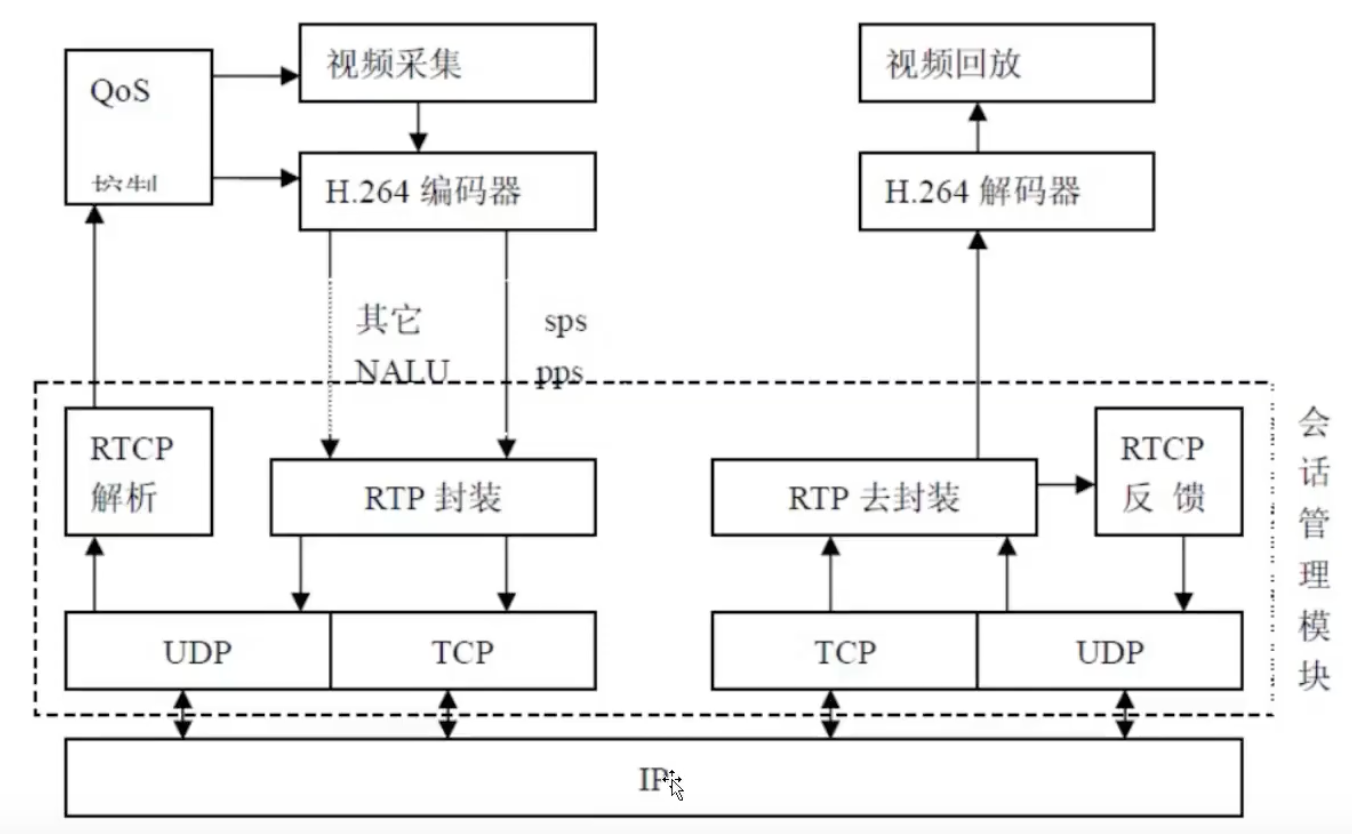 QoS
控制
视频采集
H.264 编码器
其它
NALU
sps
pps
视频回放
H.264 解码器
RTCP
解析
RTP 封装
RTP 去封装
RTCP
反 馈
UDP
TCP
TCP
UDP
IP
会
话
管
理
模
块